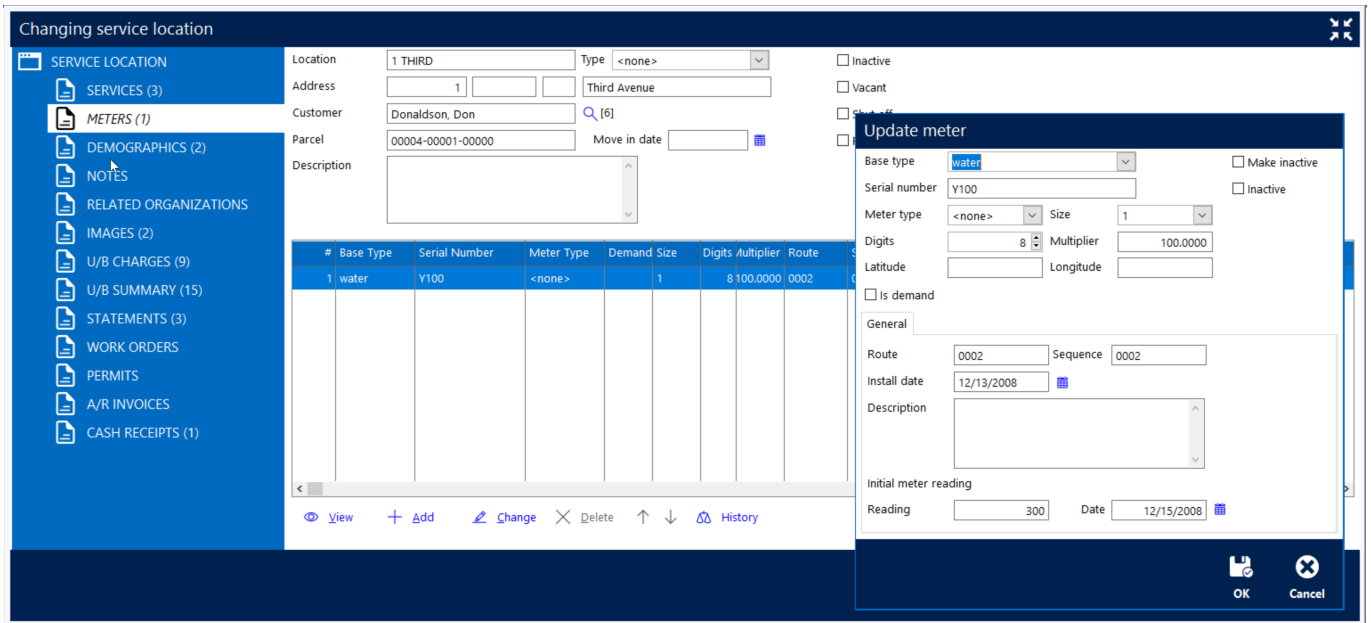 Changing service location
SERVICE LOCATION
SERVICES (3)
METERS (1)
DEMOGRAPHICS (2)
NOTES
RELATED ORGANIZATIONS
IMAGES (2)
U/B CHARGES (9)
U/B SUMMARY (15)
STATEMENTS (3)
WORK ORDERS
PERMITS
A/R INVOICES
CASH RECEIPTS (1)
Location 1 THIRD Type <none>
Address 1 Third Avenue
Customer Donaldson, Don [6]
Parcel 00004-00001-00000 Move in date
Description
Inactive
Vacant
# Base Type Serial Number Meter Type Demand Size Digits Multiplier Route
1 water Y100 <none> 1 8 100.0000 0002
View Add Change Delete History
Update meter
Base type water Make inactive
Serial number Y100 Inactive
Meter type <none> Size 1
Digits 8 Multiplier 100.0000
Latitude Longitude
Is demand
General
Route 0002 Sequence 0002
Install date 12/13/2008
Description
Initial meter reading
Reading 300 Date 12/15/2008
OK Cancel